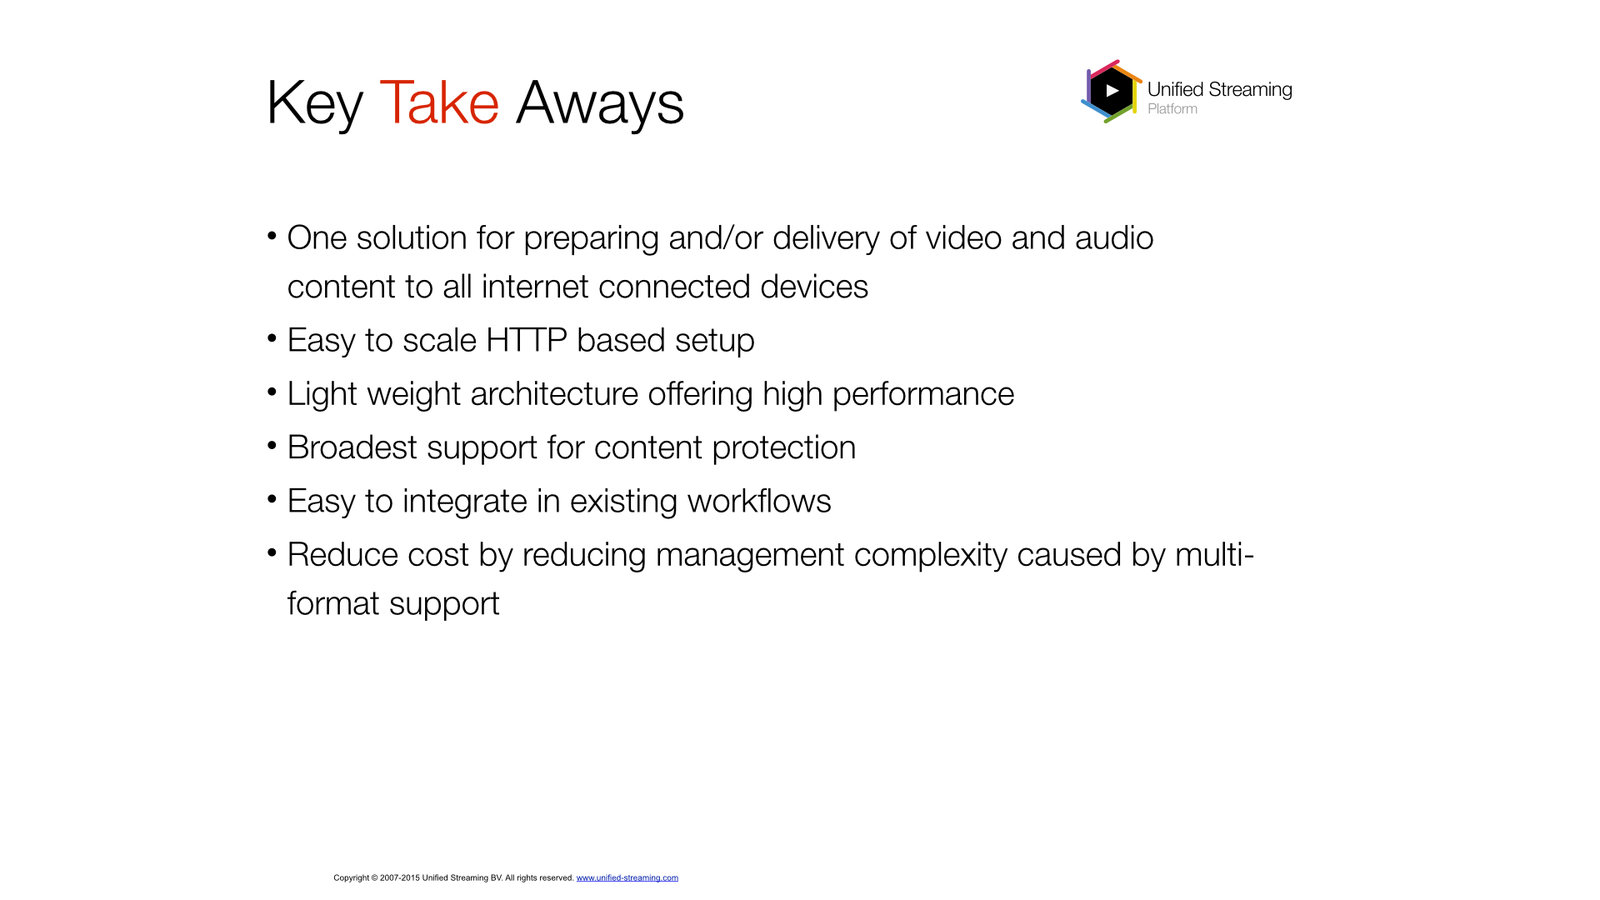 Key Take Aways
Unified Streaming
Platform
• One solution for preparing and/or delivery of video and audio
content to all internet connected devices
• Easy to scale HTTP based setup
• Light weight architecture offering high performance
• Broadest support for content protection
• Easy to integrate in existing workflows
• Reduce cost by reducing management complexity caused by multi-
format support
Copyright © 2007-2015 Unified Streaming BV. All rights reserved. www.unified-streaming.com